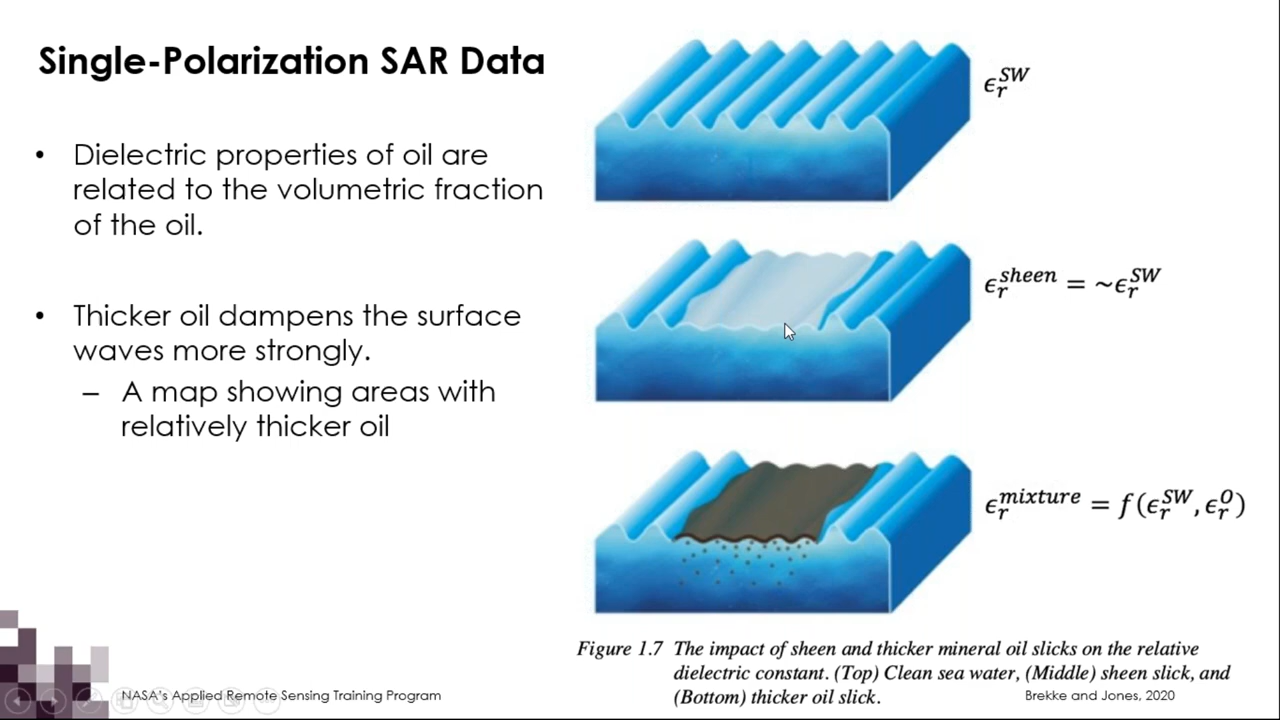 Single-Polarization SAR Data
• Dielectric properties of oil are
related to the volumetric fraction
of the oil.
• Thicker oil dampens the surface
waves more strongly.
– A map showing areas with
relatively thicker oil
ϵ_r^SW
ϵ_r^sheen = ~ϵ_r^SW
ϵ_r^mixture = f(ϵ_r^SW, ϵ_r^O)
Figure 1.7 The impact of sheen and thicker mineral oil slicks on the relative
dielectric constant. (Top) Clean sea water, (Middle) sheen slick, and
(Bottom) thicker oil slick.
NASA's Applied Remote Sensing Training Program
Brekke and Jones, 2020